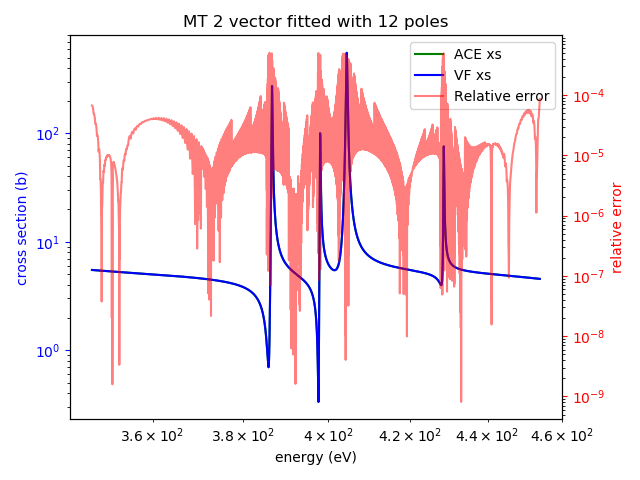 MT 2 vector fitted with 12 poles
ACE xs
VF xs
Relative error
cross section (b)
10²
10¹
10⁰
relative error
10⁻⁴
10⁻⁵
10⁻⁶
10⁻⁷
10⁻⁸
10⁻⁹
3.6 × 10² 3.8 × 10² 4 × 10² 4.2 × 10² 4.4 × 10² 4.6 × 10²
energy (eV)